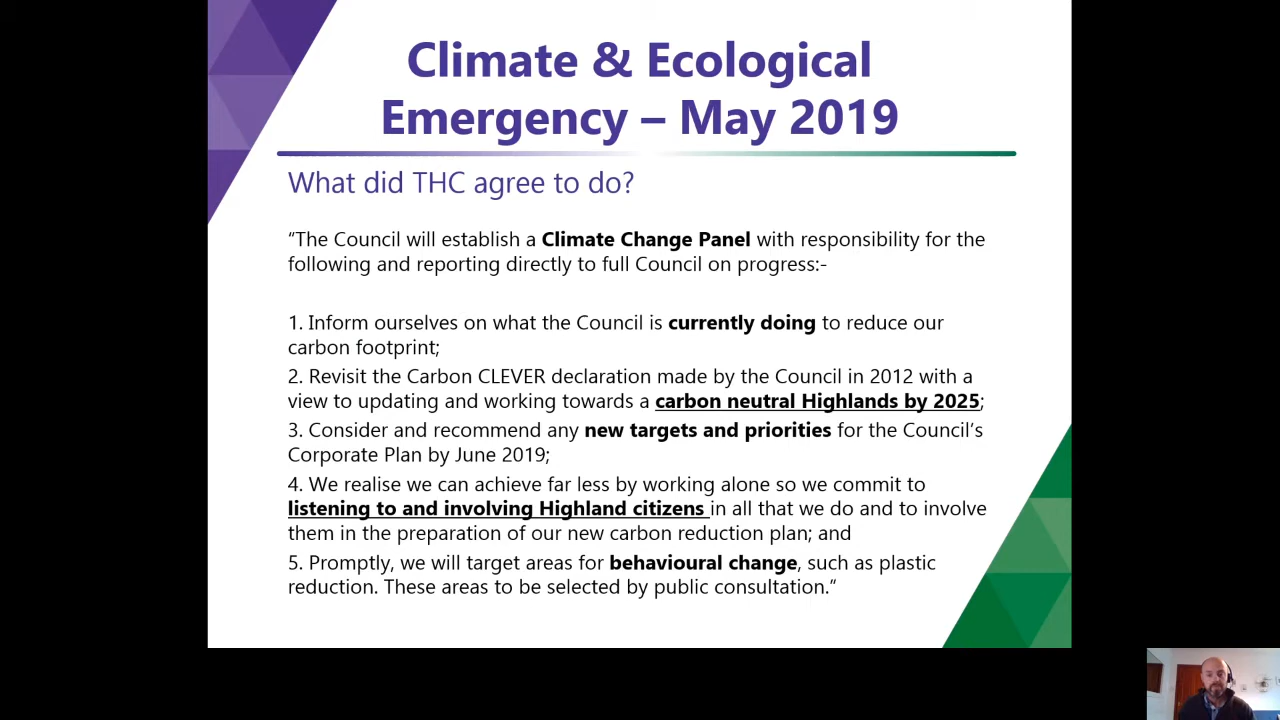 Climate & Ecological
Emergency – May 2019
What did THC agree to do?
“The Council will establish a Climate Change Panel with responsibility for the
following and reporting directly to full Council on progress:-
1. Inform ourselves on what the Council is currently doing to reduce our
carbon footprint;
2. Revisit the Carbon CLEVER declaration made by the Council in 2012 with a
view to updating and working towards a carbon neutral Highlands by 2025;
3. Consider and recommend any new targets and priorities for the Council’s
Corporate Plan by June 2019;
4. We realise we can achieve far less by working alone so we commit to
listening to and involving Highland citizens in all that we do and to involve
them in the preparation of our new carbon reduction plan; and
5. Promptly, we will target areas for behavioural change, such as plastic
reduction. These areas to be selected by public consultation.”